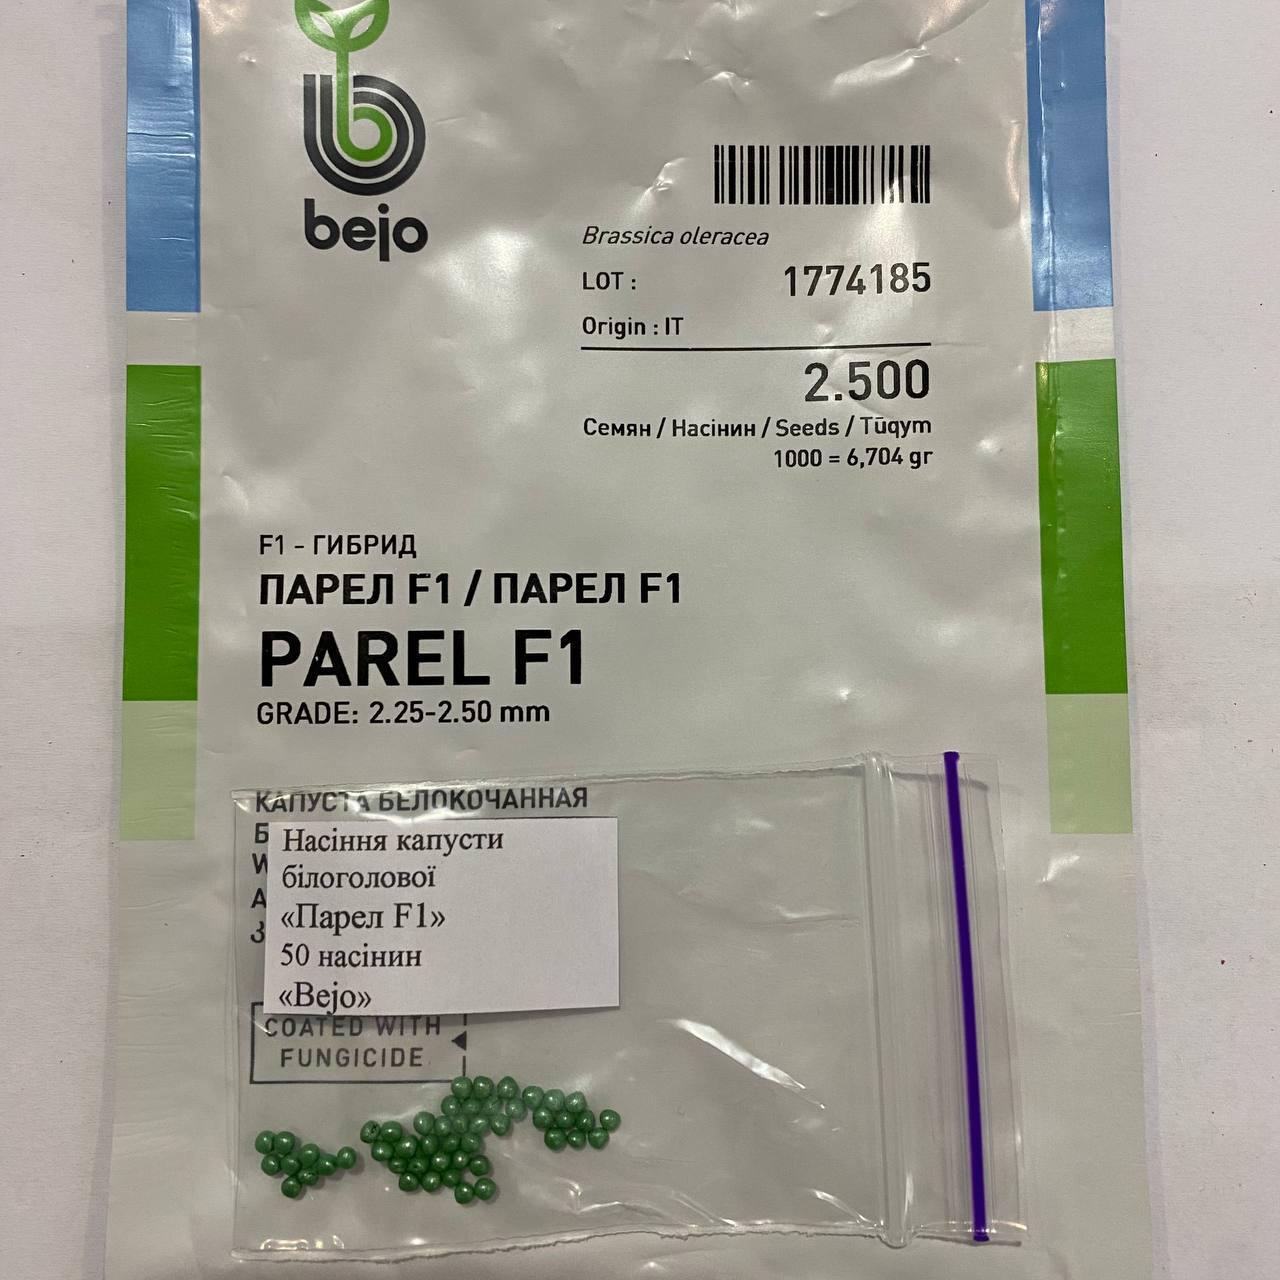 bejo
Brassica oleracea
LOT : 1774185
Origin : IT
2.500
Семян / Насінин / Seeds / Tūqym
1000 = 6,704 gr
F1 - ГИБРИД
ПАРЕЛ F1 / ПАРЕЛ F1
PAREL F1
GRADE: 2.25-2.50 mm
КАПУСТА БЕЛОКОЧАННАЯ
Насіння капусти
білоголової
«Парел F1»
50 насінин
«Bejo»
COATED WITH
FUNGICIDE